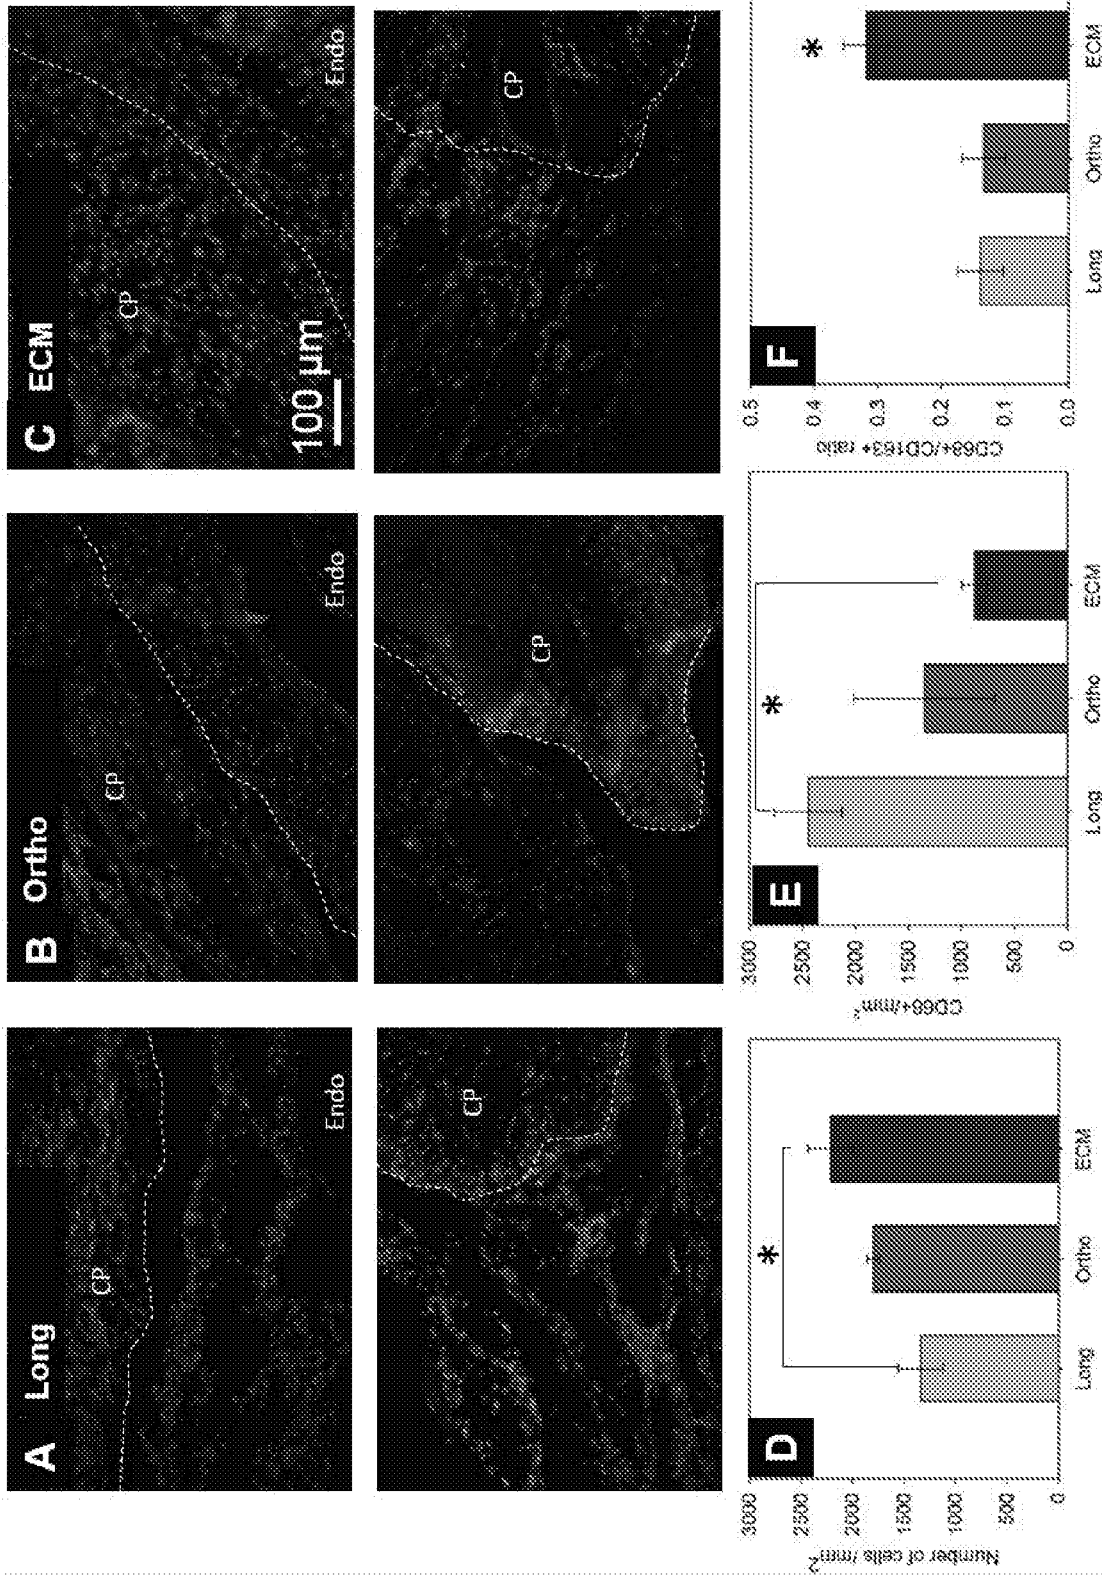 A Long
CP
Endo
CP
B Ortho
CP
Endo
CP
C ECM
CP
Endo
100 µm
CP
D
Number of cells /mm²
3000
2500
2000
1500
1000
500
0
*
Long
Ortho
ECM
E
CD68+/mm²
3000
2500
2000
1500
1000
500
0
*
Long
Ortho
ECM
F
CD68+/CD163+ ratio
0.5
0.4
0.3
0.2
0.1
0.0
*
Long
Ortho
ECM